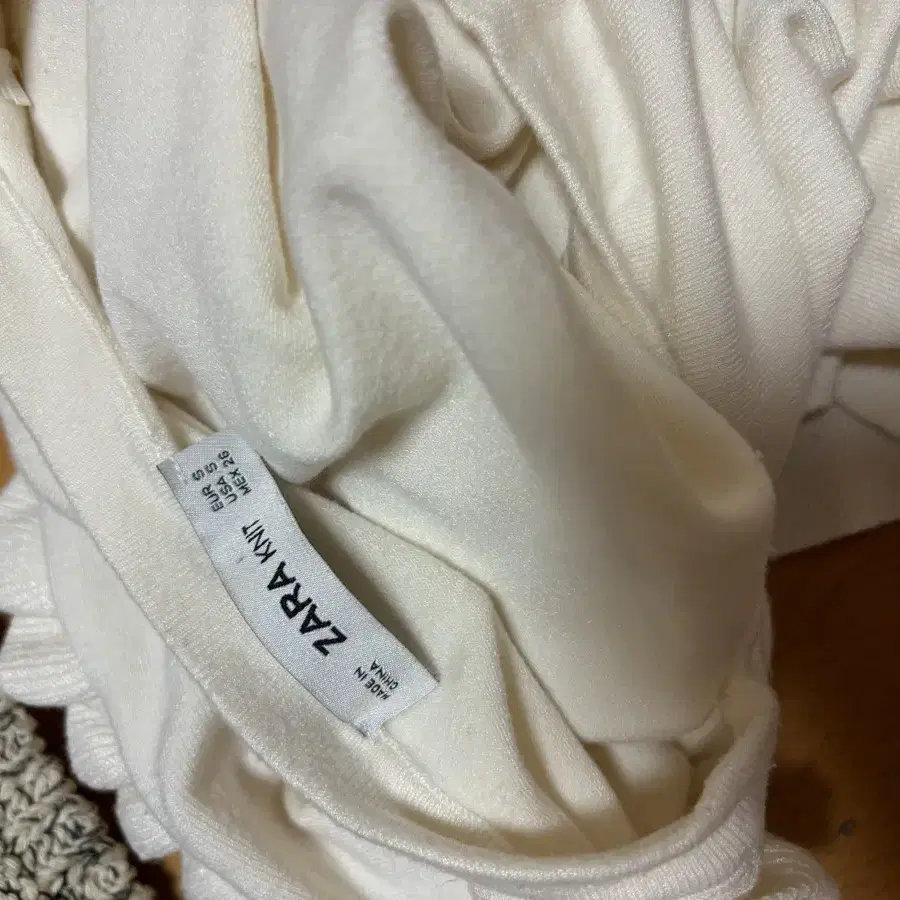 EUR S
USA S
MEX 26
ZARA KNIT
MADE IN
CHINA